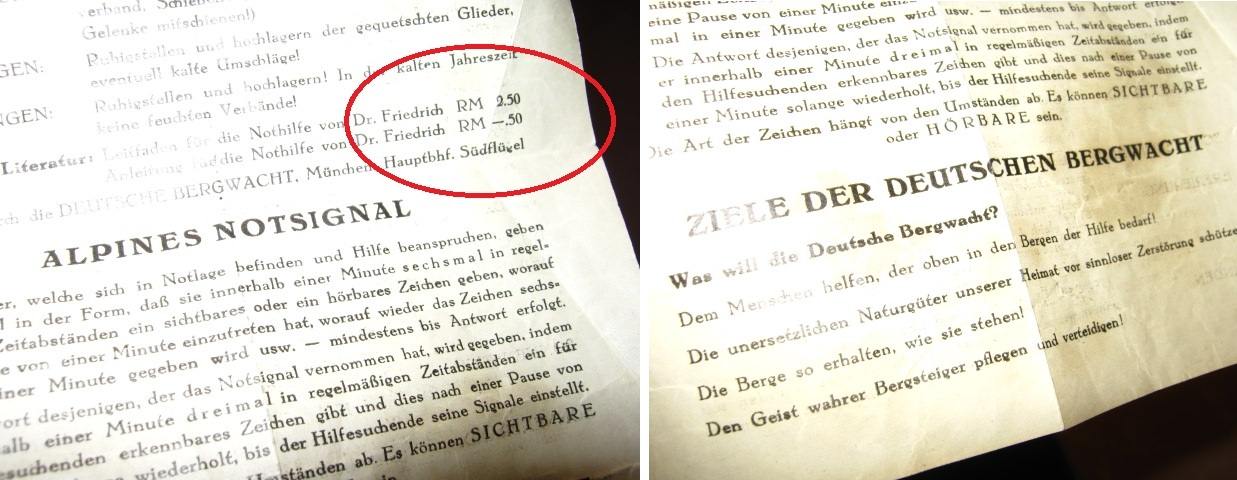 verband,
Gelenke mitschienen!)
GEN: Ruhigstellen und hochlagern der gequetschten Glieder,
eventuell kalte Umschläge!
NGEN: Ruhigstellen und hochlagern! In der kalten Jahreszeit
keine feuchten Verbände!
Literatur: Leitfaden für die Nothilfe von Dr. Friedrich RM 2.50
Anleitung für die Nothilfe von Dr. Friedrich RM —.50
rch die DEUTSCHE BERGWACHT, München Hauptbhf. Südflügel
ALPINES NOTSIGNAL
er, welche sich in Notlage befinden und Hilfe beanspruchen, geben
in der Form, daß sie innerhalb einer Minute sechsmal in regel-
Zeitabständen ein sichtbares oder ein hörbares Zeichen geben, worauf
e von einer Minute einzutreten hat, worauf wieder das Zeichen sechs-
iner Minute gegeben wird usw. — mindestens bis Antwort erfolgt.
wort desjenigen, der das Notsignal vernommen hat, wird gegeben, indem
alb einer Minute dreimal in regelmäßigen Zeitabständen ein für
esuchenden erkennbares Zeichen gibt und dies nach einer Pause von
wiederholt, bis der Hilfesuchende seine Signale einstellt.
Umständen ab. Es können SICHTBARE
sein.
eine Pause von einer Minute
mal in einer Minute gegeben wird usw. — mindestens bis Antwort
Die Antwort desjenigen, der das Notsignal vernommen hat, wird gegeben, indem
er innerhalb einer Minute dreimal in regelmäßigen Zeitabständen ein für
den Hilfesuchenden erkennbares Zeichen gibt und dies nach einer Pause von
einer Minute solange wiederholt, bis der Hilfesuchende seine Signale einstellt.
Die Art der Zeichen hängt von den Umständen ab. Es können SICHTBARE
oder HÖRBARE sein.
ZIELE DER DEUTSCHEN BERGWACHT
Was will die Deutsche Bergwacht?
Dem Menschen helfen, der oben in den Bergen der Hilfe bedarf!
Die unersetzlichen Naturgüter unserer Heimat vor sinnloser Zerstörung schütze
Die Berge so erhalten, wie sie stehen!
Den Geist wahrer Bergsteiger pflegen und verteidigen!